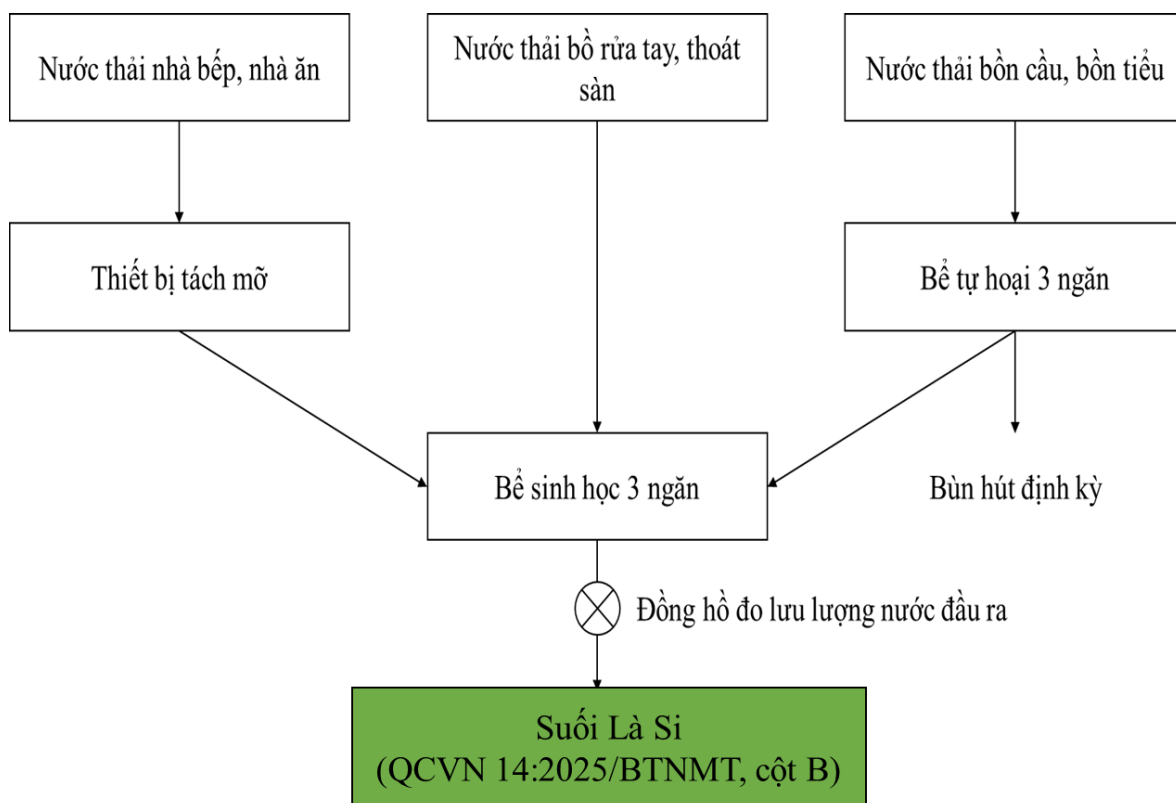 Nước thải nhà bếp, nhà ăn
Nước thải bồ rửa tay, thoát
sàn
Nước thải bồn cầu, bồn tiểu
Thiết bị tách mỡ
Bể tự hoại 3 ngăn
Bể sinh học 3 ngăn
Bùn hút định kỳ
Đồng hồ đo lưu lượng nước đầu ra
Suối Là Si
(QCVN 14:2025/BTNMT, cột B)